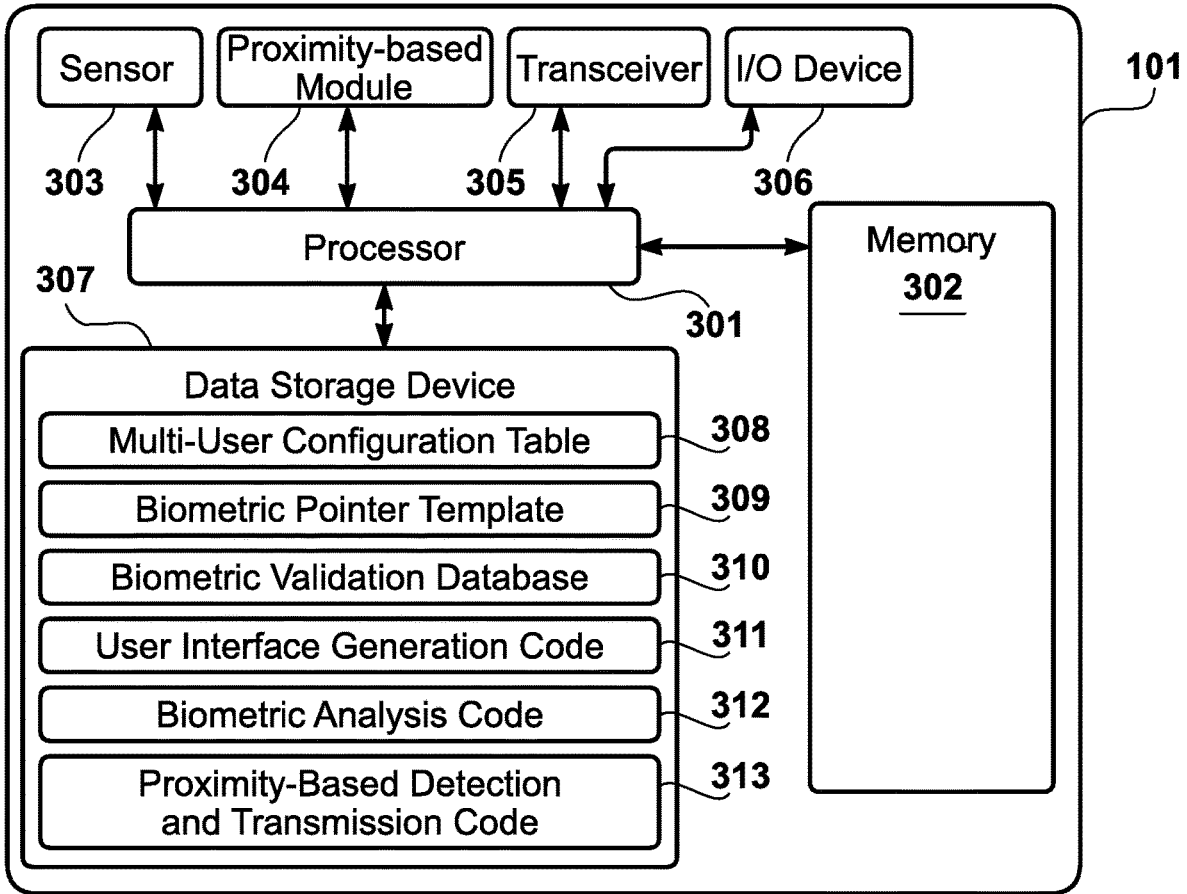 Sensor
Proximity-based
Module
Transceiver
I/O Device
101
303
304
305
306
Processor
Memory
302
307
301
Data Storage Device
Multi-User Configuration Table
308
Biometric Pointer Template
309
Biometric Validation Database
310
User Interface Generation Code
311
Biometric Analysis Code
312
Proximity-Based Detection
and Transmission Code
313